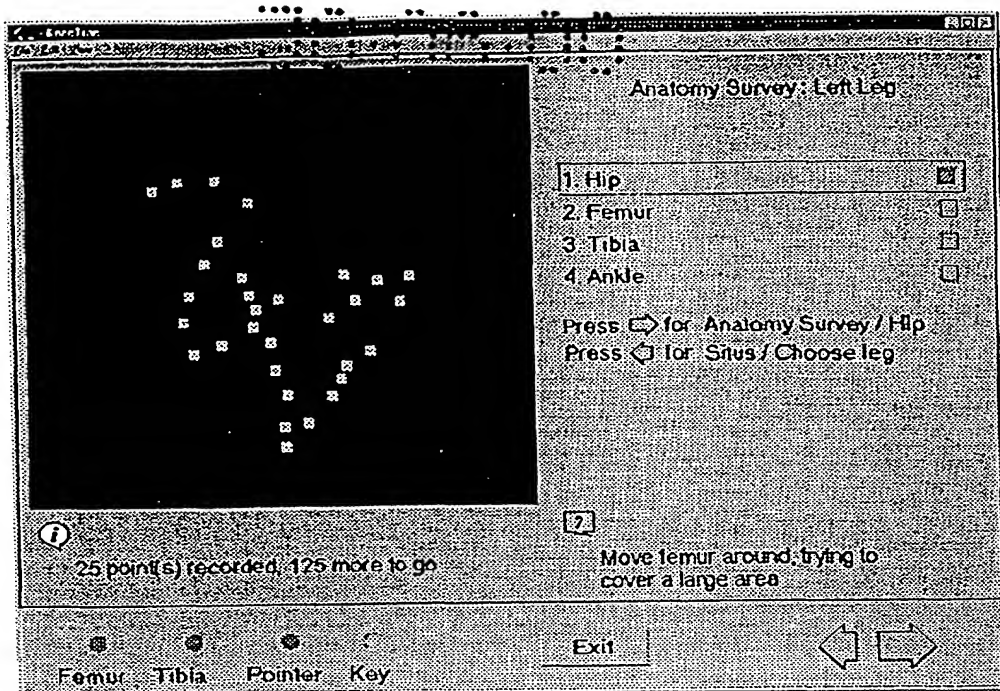 Anatomy Survey: Left Leg
1. Hip
2. Femur
3. Tibia
4. Ankle
Press for Anatomy Survey / Hip
Press for Situs / Choose leg
i
25 point(s) recorded, 125 more to go
?
Move femur around, trying to
cover a large area
Femur Tibia Pointer Key
Exit